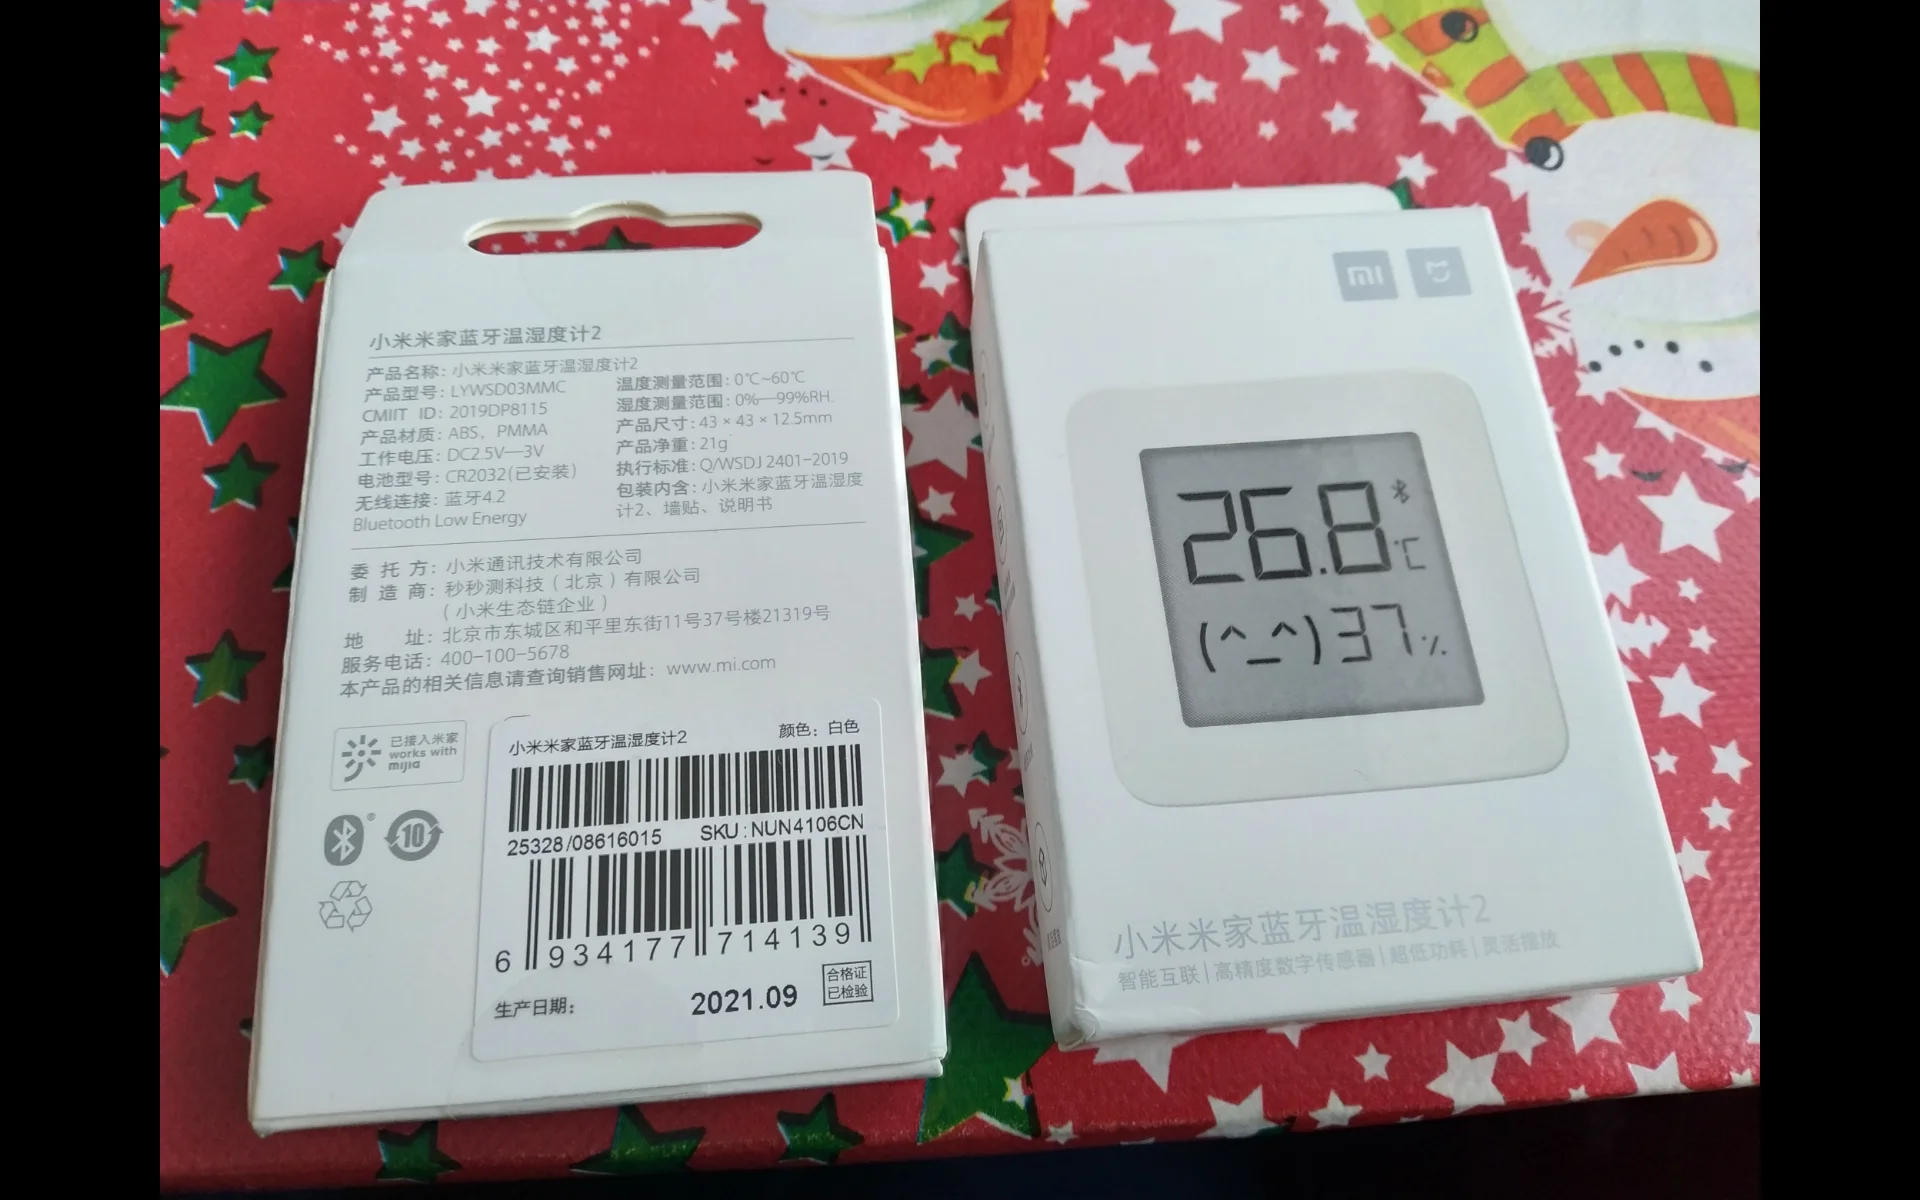 小米米家蓝牙温湿度计2
产品名称: 小米米家蓝牙温湿度计2
产品型号: LYWSD03MMC
CMIIT ID: 2019DP8115
产品材质: ABS，PMMA
工作电压: DC2.5V—3V
电池型号: CR2032(已安装)
无线连接: 蓝牙4.2
Bluetooth Low Energy
温度测量范围: 0℃~60℃
湿度测量范围: 0%—99%RH
产品尺寸: 43 × 43 × 12.5mm
产品净重: 21g
执行标准: Q/WSDJ 2401-2019
包装内含: 小米米家蓝牙温湿度
计2、墙贴、说明书
委 托 方: 小米通讯技术有限公司
制 造 商: 秒秒测科技（北京）有限公司
（小米生态链企业）
地 址: 北京市东城区和平里东街11号37号楼21319号
服务电话: 400-100-5678
本产品的相关信息请查询销售网址: www.mi.com
已接入米家
works with
mijia
10
小米米家蓝牙温湿度计2 颜色: 白色
25328/08616015 SKU:NUN4106CN
6 934177 714139
生产日期: 2021.09
合格证
已检验
mi
26.8 ℃
(^_^) 37 %
小米米家蓝牙温湿度计2
智能互联|高精度数字传感器|超低功耗|灵活摆放